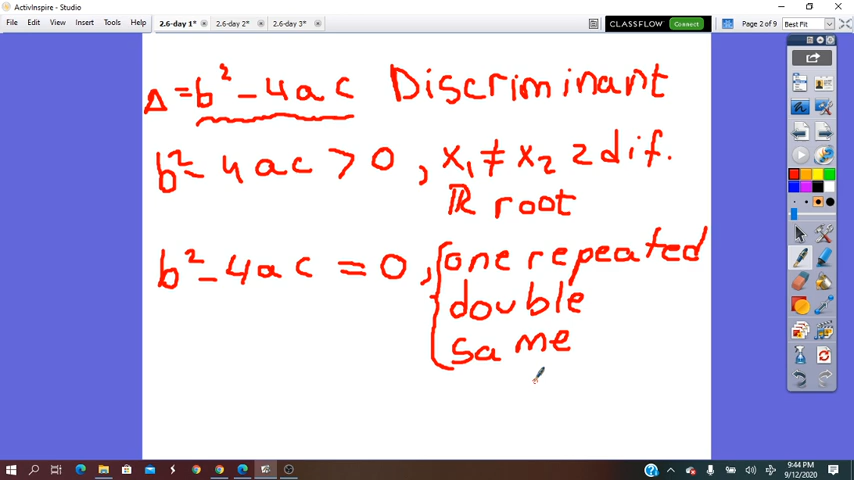 ActivInspire - Studio
File Edit View Insert Tools Help
2.6-day 1* 2.6-day 2* 2.6-day 3*
CLASSFLOW Connect
Page 2 of 9 Best Fit
Δ = b² - 4ac Discriminant
b² - 4ac > 0, x₁ ≠ x₂ 2 dif.
ℝ root
b² - 4ac = 0, { one repeated
double
same
9:44 PM
9/12/2020